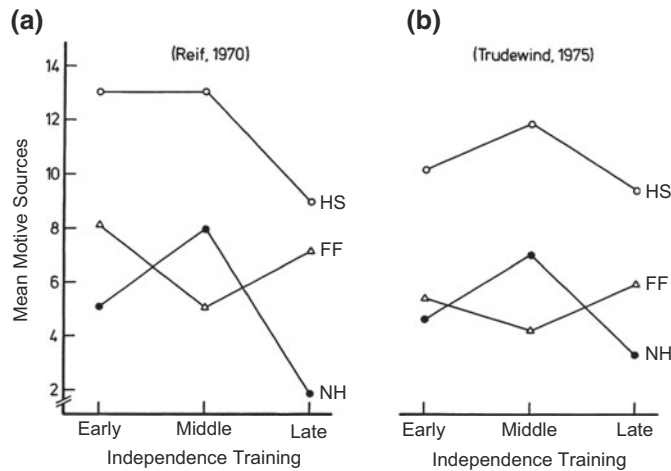 (a)
(Reif, 1970)
Mean Motive Sources
14
12
10
8
6
4
2
HS
FF
NH
Early Middle Late
Independence Training
(b)
(Trudewind, 1975)
HS
FF
NH
Early Middle Late
Independence Training